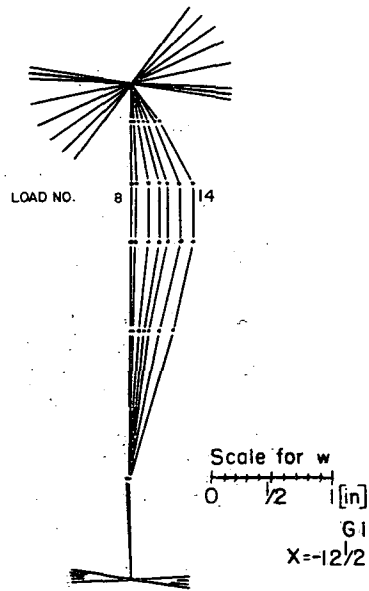 LOAD NO. 8 14
Scale for w
0 1/2 1 [in]
G1
X=-12 1/2